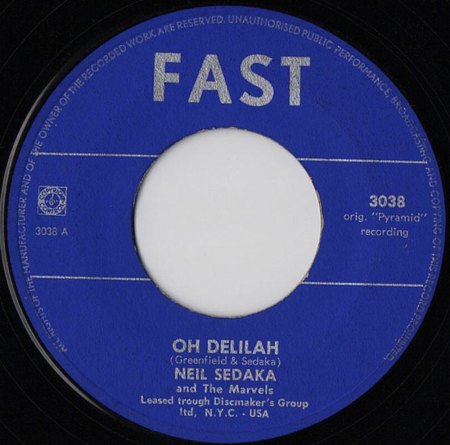 ALL RIGHTS OF THE MANUFACTURER AND OF THE OWNER OF THE RECORDED WORK ARE RESERVED. UNAUTHORISED PUBLIC PERFORMANCE, BROADCASTING AND COPYING OF THIS RECORD PROHIBITED.
FAST
3038 A
3038
orig. "Pyramid"
recording
OH DELILAH
(Greenfield & Sedaka)
NEIL SEDAKA
and The Marvels
Leased trough Discmaker's Group
ltd, N.Y.C. - USA